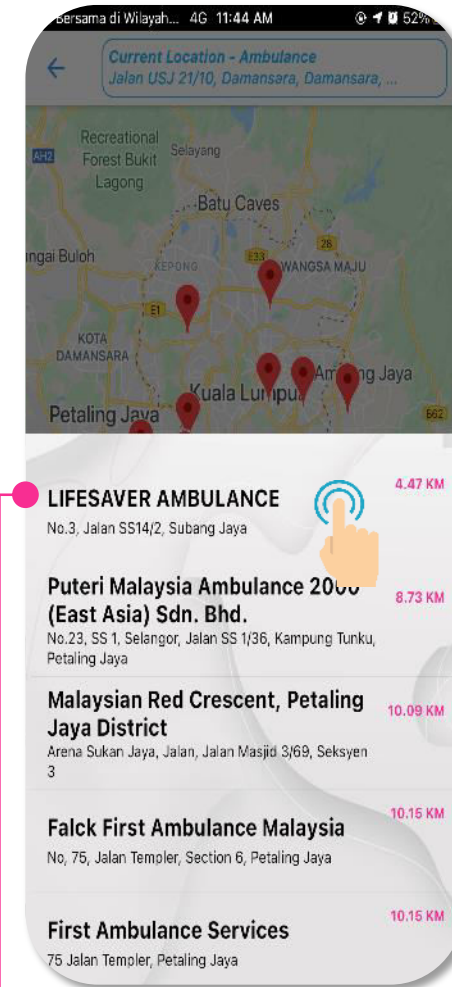 Bersama di Wilayah... 4G 11:44 AM 52%
Current Location - Ambulance
Jalan USJ 21/10, Damansara, Damansara, ...
Recreational
Forest Bukit
Lagong
Selayang
AH2
Batu Caves
ngai Buloh
KEPONG
E33
28
WANGSA MAJU
E1
KOTA
DAMANSARA
Kuala Lumpu
Am ng Jaya
Petaling Jaya
B62
LIFESAVER AMBULANCE
4.47 KM
No.3, Jalan SS14/2, Subang Jaya
Puteri Malaysia Ambulance 2000
(East Asia) Sdn. Bhd.
8.73 KM
No.23, SS 1, Selangor, Jalan SS 1/36, Kampung Tunku,
Petaling Jaya
Malaysian Red Crescent, Petaling
Jaya District
10.09 KM
Arena Sukan Jaya, Jalan, Jalan Masjid 3/69, Seksyen
3
Falck First Ambulance Malaysia
10.15 KM
No, 75, Jalan Templer, Section 6, Petaling Jaya
First Ambulance Services
10.15 KM
75 Jalan Templer, Petaling Jaya